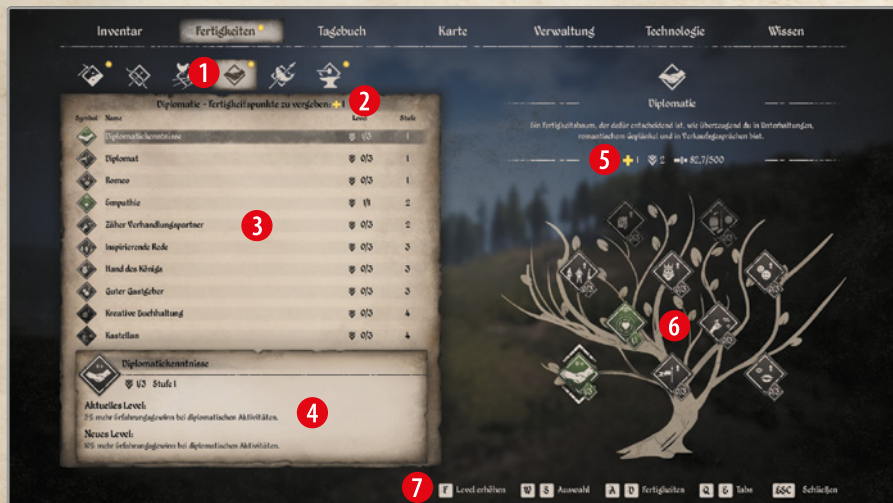 Inventar Fertigkeiten Tagebuch Karte Verwaltung Technologie Wissen
1
Diplomatie - Fertigkeitspunkte zu vergeben: 1 2
Symbol Name Level Stufe
Diplomatiekenntnisse 1/3 1
Diplomat 0/3 1
Romeo 0/3 1
Empathie 1/1 2
Zäher Verhandlungspartner 0/3 2
3
Inspirierende Rede 0/3 3
Hand des Königs 0/3 3
Guter Gastgeber 0/3 3
Kreative Buchhaltung 0/3 4
Kastellan 0/3 4
Diplomatiekenntnisse
1/3 Stufe 1
Aktuelles Level:
5% mehr Erfahrungsgewinn bei diplomatischen Aktivitäten.
4
Neues Level:
10% mehr Erfahrungsgewinn bei diplomatischen Aktivitäten.
Diplomatie
Ein Fertigkeitsbaum, der dafür entscheidend ist, wie überzeugend du in Unterhaltungen,
romantischem Geplänkel und in Verkaufsgesprächen bist.
5 1 2 82,7/500
6
7 Level erhöhen W S Auswahl A D Fertigkeiten Q E Tabs ESC Schließen